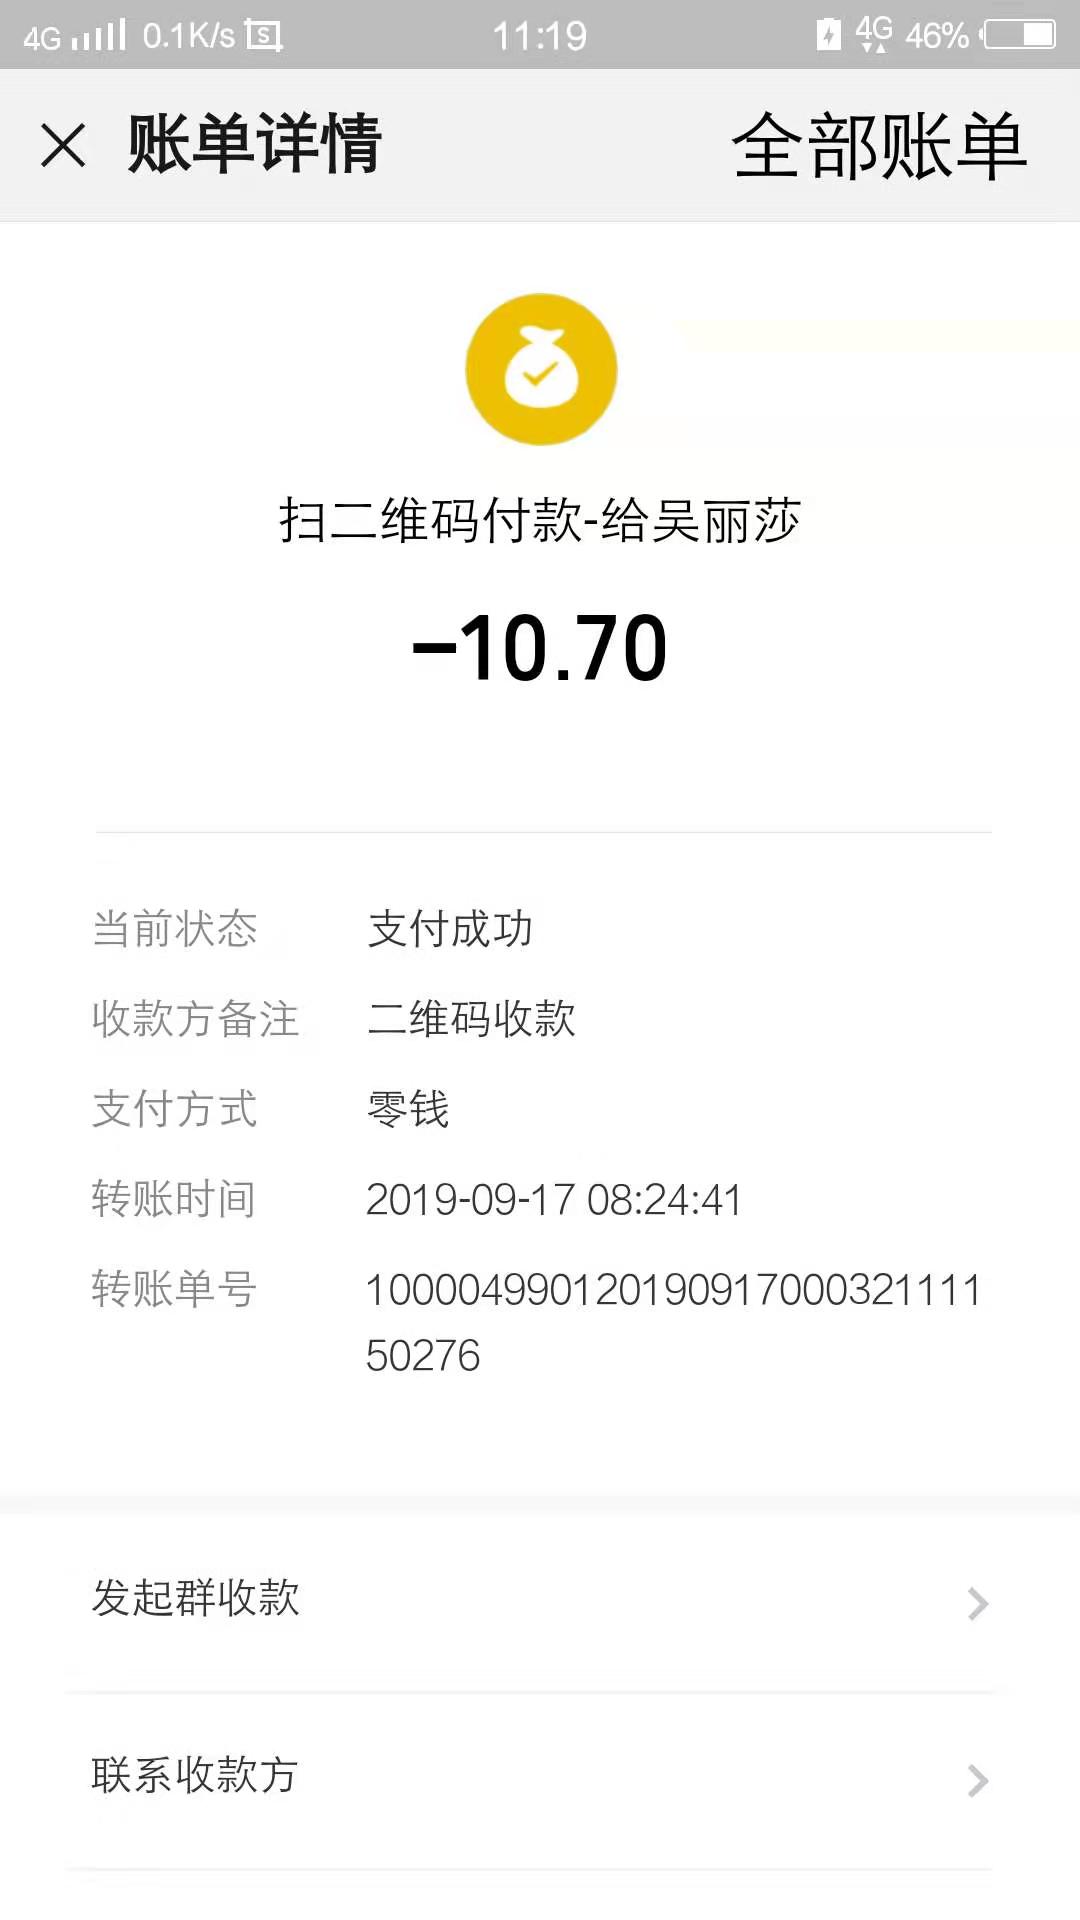 4G 0.1K/s S 11:19 4G 46%
账单详情 全部账单
扫二维码付款-给吴丽莎
-10.70
当前状态 支付成功
收款方备注 二维码收款
支付方式 零钱
转账时间 2019-09-17 08:24:41
转账单号 10000499012019091700032111​1
50276
发起群收款
联系收款方